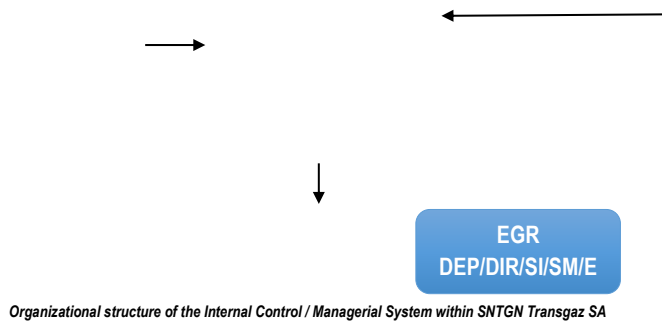 EGR
DEP/DIR/SI/SM/E
Organizational structure of the Internal Control / Managerial System within SNTGN Transgaz SA